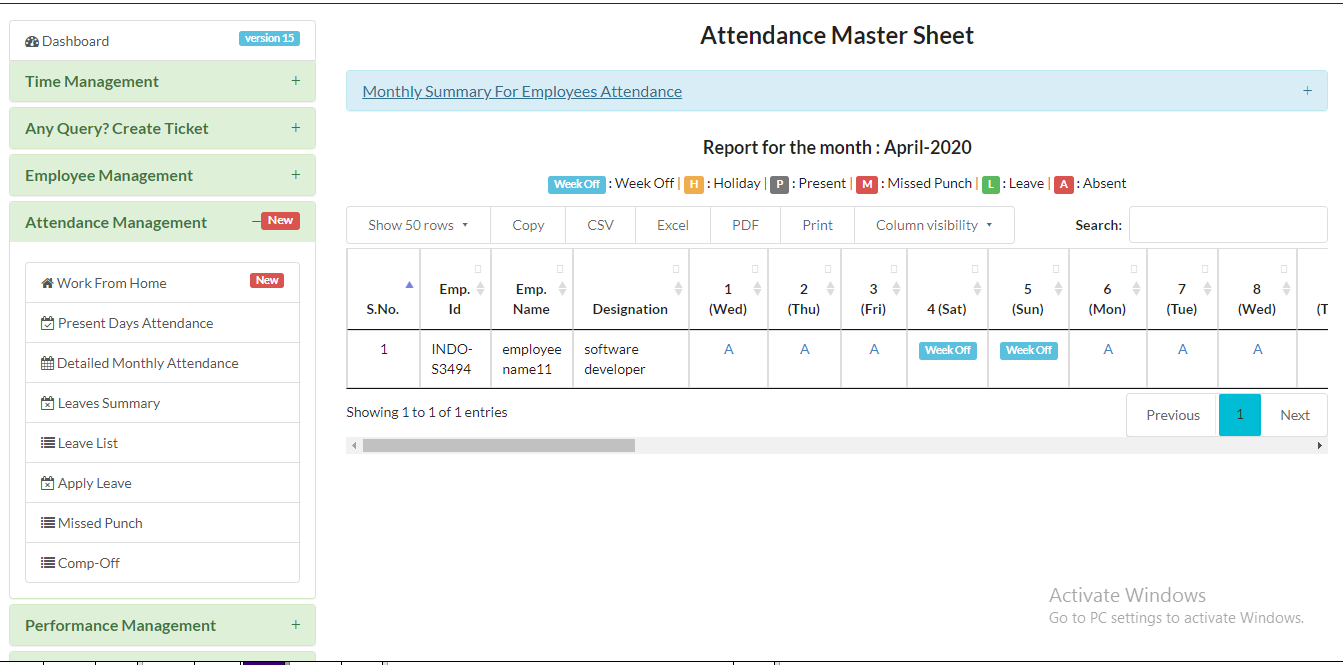 Dashboard version 15
Time Management +
Any Query? Create Ticket +
Employee Management +
Attendance Management – New
Work From Home New
Present Days Attendance
Detailed Monthly Attendance
Leaves Summary
Leave List
Apply Leave
Missed Punch
Comp-Off
Performance Management +
Attendance Master Sheet
Monthly Summary For Employees Attendance +
Report for the month : April-2020
Week Off : Week Off | H : Holiday | P : Present | M : Missed Punch | L : Leave | A : Absent
Show 50 rows Copy CSV Excel PDF Print Column visibility Search:
Emp. Emp. 1 2 3 5 6 7 8
S.No. Id Name Designation (Wed) (Thu) (Fri) 4 (Sat) (Sun) (Mon) (Tue) (Wed) (T
1 INDO- employee software A A A Week Off Week Off A A A
S3494 name11 developer
Showing 1 to 1 of 1 entries Previous 1 Next
Activate Windows
Go to PC settings to activate Windows.